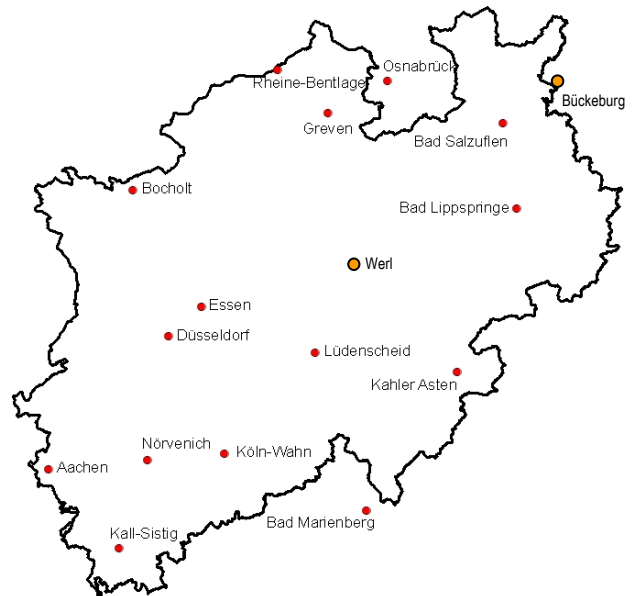 Osnabrück
Rheine-Bentlage
Bückeburg
Greven
Bad Salzuflen
Bocholt
Bad Lippspringe
Werl
Essen
Düsseldorf
Lüdenscheid
Kahler Asten
Nörvenich
Köln-Wahn
Aachen
Bad Marienberg
Kall-Sistig